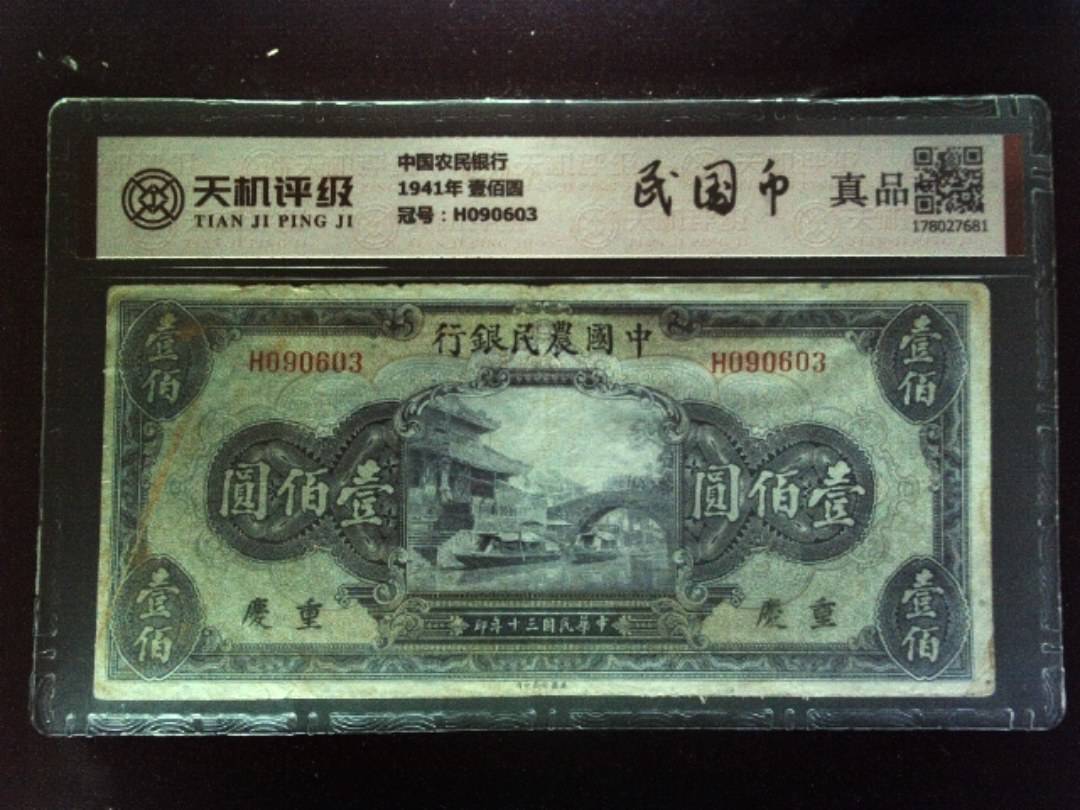 天机评级
TIAN JI PING JI
中国农民银行
1941年 壹佰圆
冠号：H090603
民国币
真品
178027681
行銀民農國中
H090603
H090603
壹佰
壹佰
圓佰壹
圓佰壹
慶重
慶重
壹佰
壹佰
印年十三國民華中